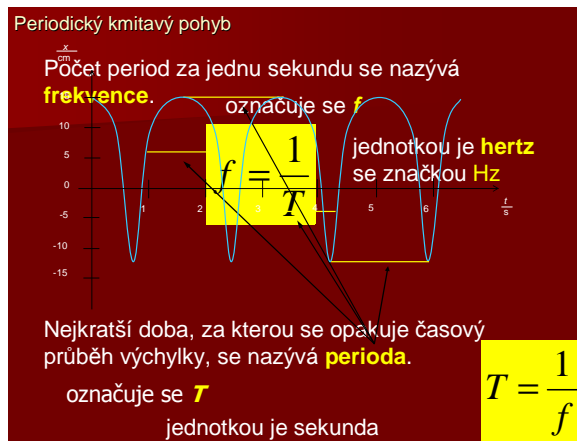 Periodický kmitavý pohyb
x
cm
Počet period za jednu sekundu se nazývá
frekvence.
označuje se f
10
5
0
-5
-10
-15
jednotkou je hertz
se značkou Hz
f = 1/T
1 2 3 4 5 6
t
s
Nejkratší doba, za kterou se opakuje časový
průběh výchylky, se nazývá perioda.
označuje se T
T = 1/f
jednotkou je sekunda